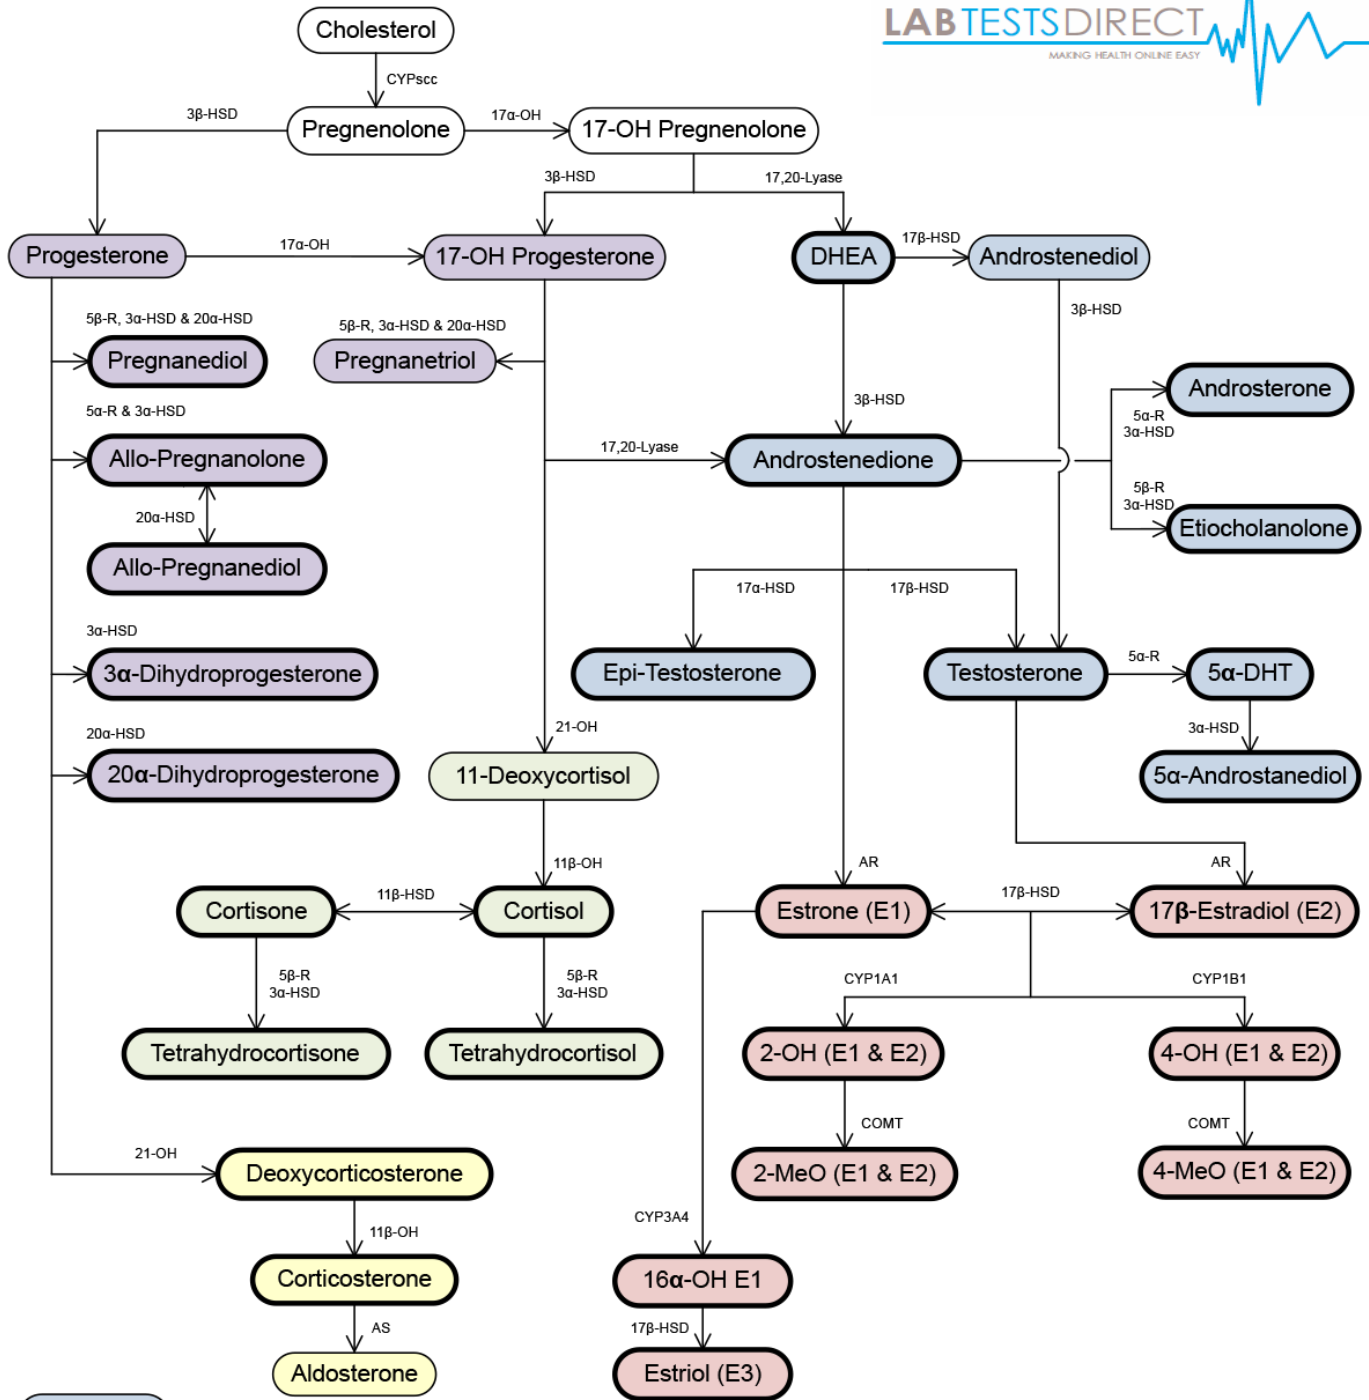 LABTESTSDIRECT
MAKING HEALTH ONLINE EASY
Cholesterol
CYPscc
3β-HSD
Pregnenolone
17α-OH
17-OH Pregnenolone
3β-HSD
17,20-Lyase
Progesterone
17α-OH
17-OH Progesterone
DHEA
17β-HSD
Androstenediol
3β-HSD
5β-R, 3α-HSD & 20α-HSD
Pregnanediol
5β-R, 3α-HSD & 20α-HSD
Pregnanetriol
3β-HSD
Androsterone
5α-R
3α-HSD
5α-R & 3α-HSD
Allo-Pregnanolone
17,20-Lyase
Androstenedione
5β-R
3α-HSD
Etiocholanolone
20α-HSD
Allo-Pregnanediol
17α-HSD
17β-HSD
3α-HSD
3α-Dihydroprogesterone
Epi-Testosterone
Testosterone
5α-R
5α-DHT
3α-HSD
5α-Androstanediol
20α-HSD
20α-Dihydroprogesterone
21-OH
11-Deoxycortisol
11β-OH
AR
AR
Cortisone
11β-HSD
Cortisol
Estrone (E1)
17β-HSD
17β-Estradiol (E2)
5β-R
3α-HSD
5β-R
3α-HSD
CYP1A1
CYP1B1
Tetrahydrocortisone
Tetrahydrocortisol
2-OH (E1 & E2)
4-OH (E1 & E2)
COMT
COMT
21-OH
Deoxycorticosterone
2-MeO (E1 & E2)
4-MeO (E1 & E2)
11β-OH
CYP3A4
Corticosterone
16α-OH E1
AS
17β-HSD
Aldosterone
Estriol (E3)